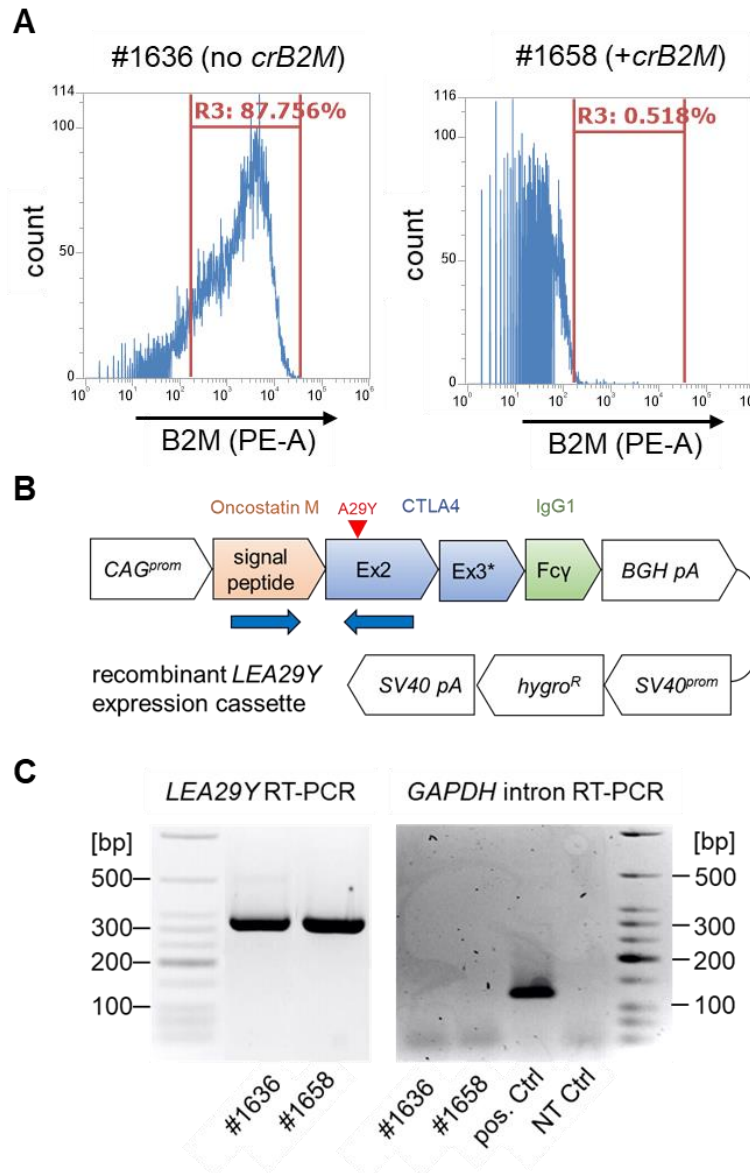 A
#1636 (no crB2M)
#1658 (+crB2M)
114
R3: 87.756%
100
50
0
10⁰ 10¹ 10² 10³ 10⁴ 10⁵ 10⁶
count
B2M (PE-A)
116
R3: 0.518%
100
50
0
10⁰ 10¹ 10² 10³ 10⁴ 10⁵ 10⁶
count
B2M (PE-A)
B
Oncostatin M A29Y CTLA4 IgG1
CAGᵖʳᵒᵐ signal peptide Ex2 Ex3* Fcγ BGH pA
recombinant LEA29Y
expression cassette
SV40 pA hygroᴿ SV40ᵖʳᵒᵐ
C
LEA29Y RT-PCR
[bp]
500
300
200
100
#1636 #1658
GAPDH intron RT-PCR
[bp]
500
300
200
100
#1636 #1658 pos. Ctrl NT Ctrl